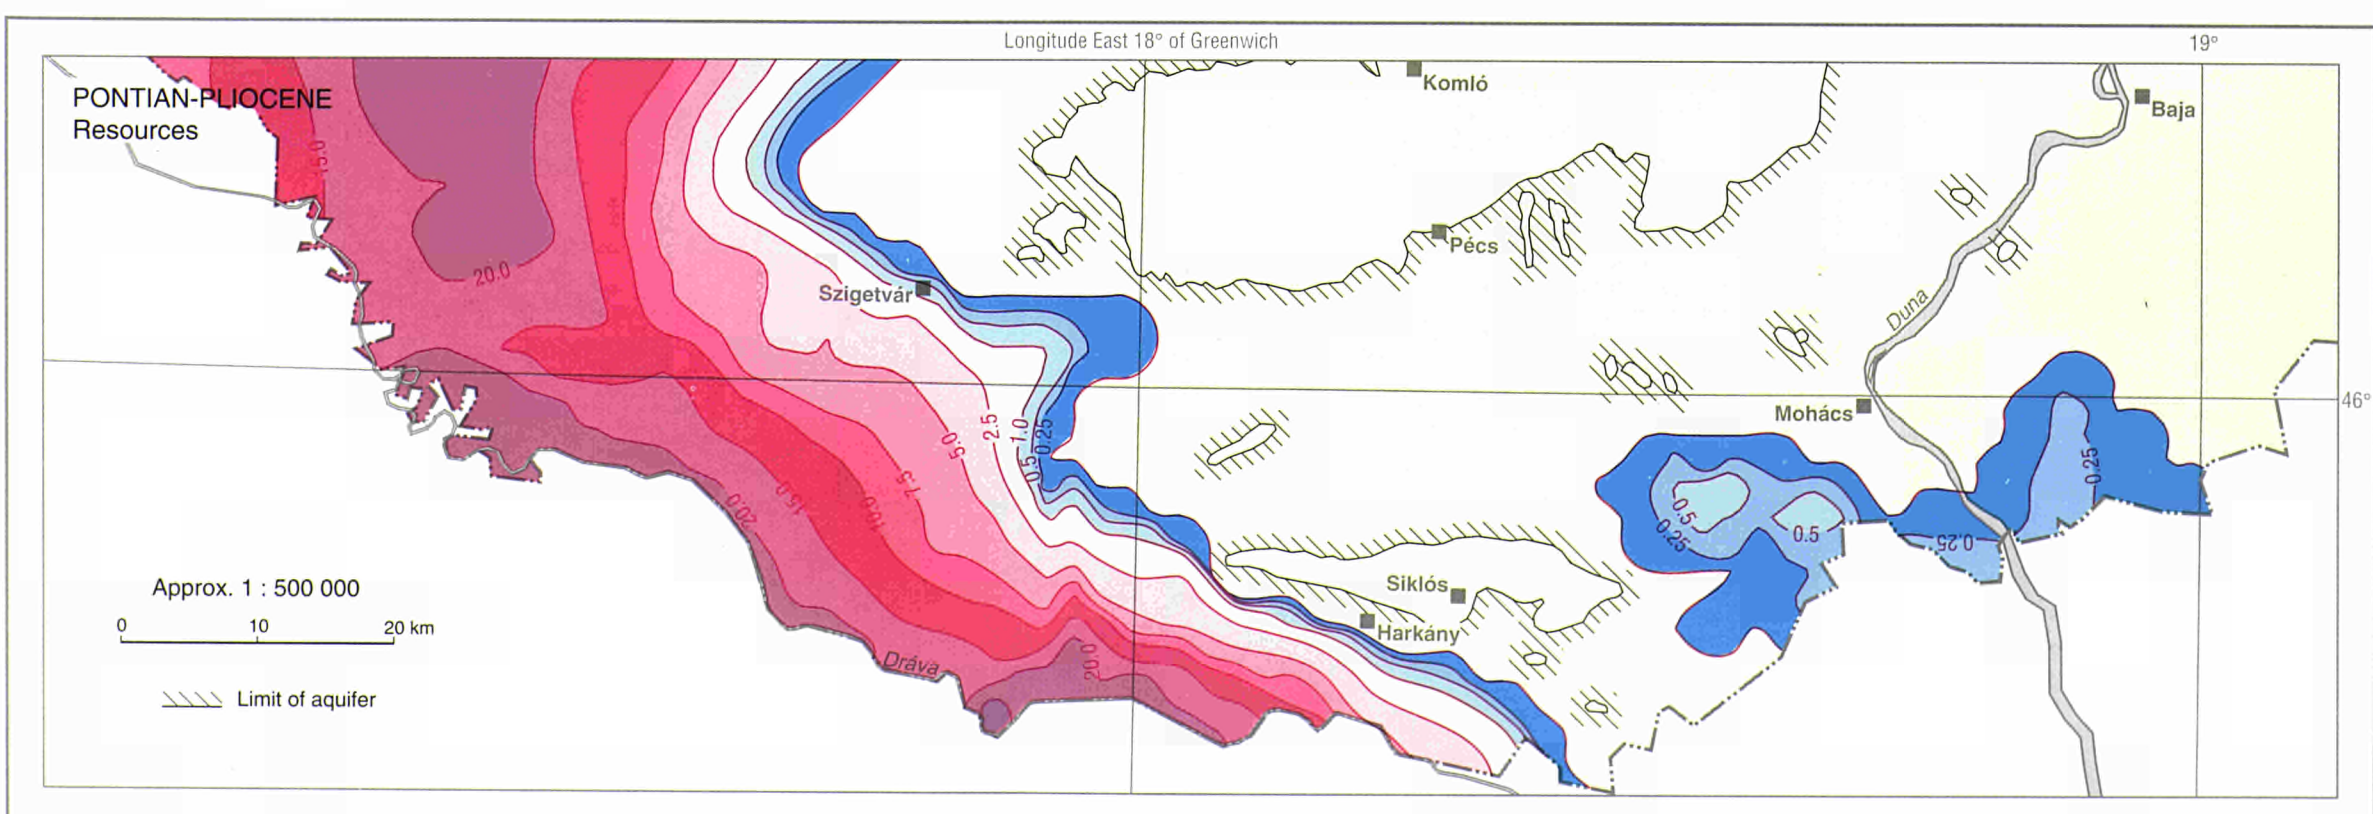 Longitude East 18° of Greenwich
19°
PONTIAN-PLIOCENE
Resources
Komló
Baja
15.0
Pécs
20.0
Szigetvár
Duna
46°
Mohács
2.5
1.0
5.0
0.25
0.5
7.5
10.0
15.0
20.0
0.25
0.5
0.5
0.25
0.25
Approx. 1 : 500 000
0 10 20 km
Siklós
Harkány
Dráva
20.0
Limit of aquifer